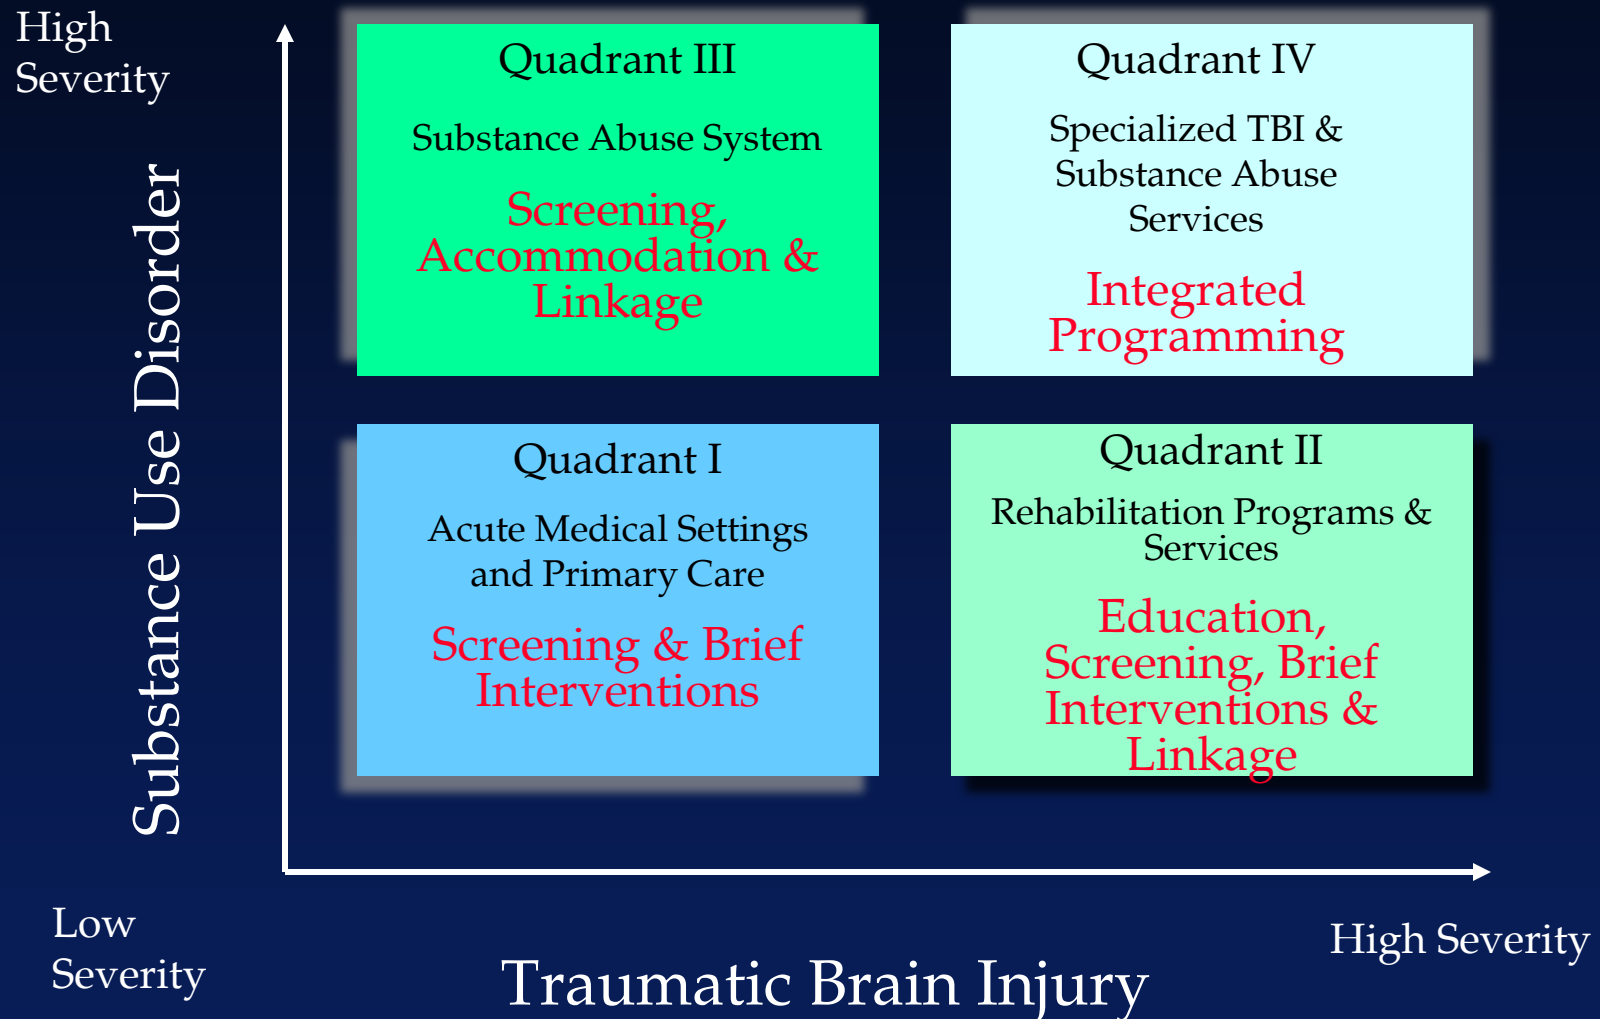 High
Severity
Substance Use Disorder
Quadrant III
Substance Abuse System
Screening,
Accommodation &
Linkage
Quadrant IV
Specialized TBI &
Substance Abuse
Services
Integrated
Programming
Quadrant I
Acute Medical Settings
and Primary Care
Screening & Brief
Interventions
Quadrant II
Rehabilitation Programs &
Services
Education,
Screening, Brief
Interventions &
Linkage
Low
Severity
Traumatic Brain Injury
High Severity